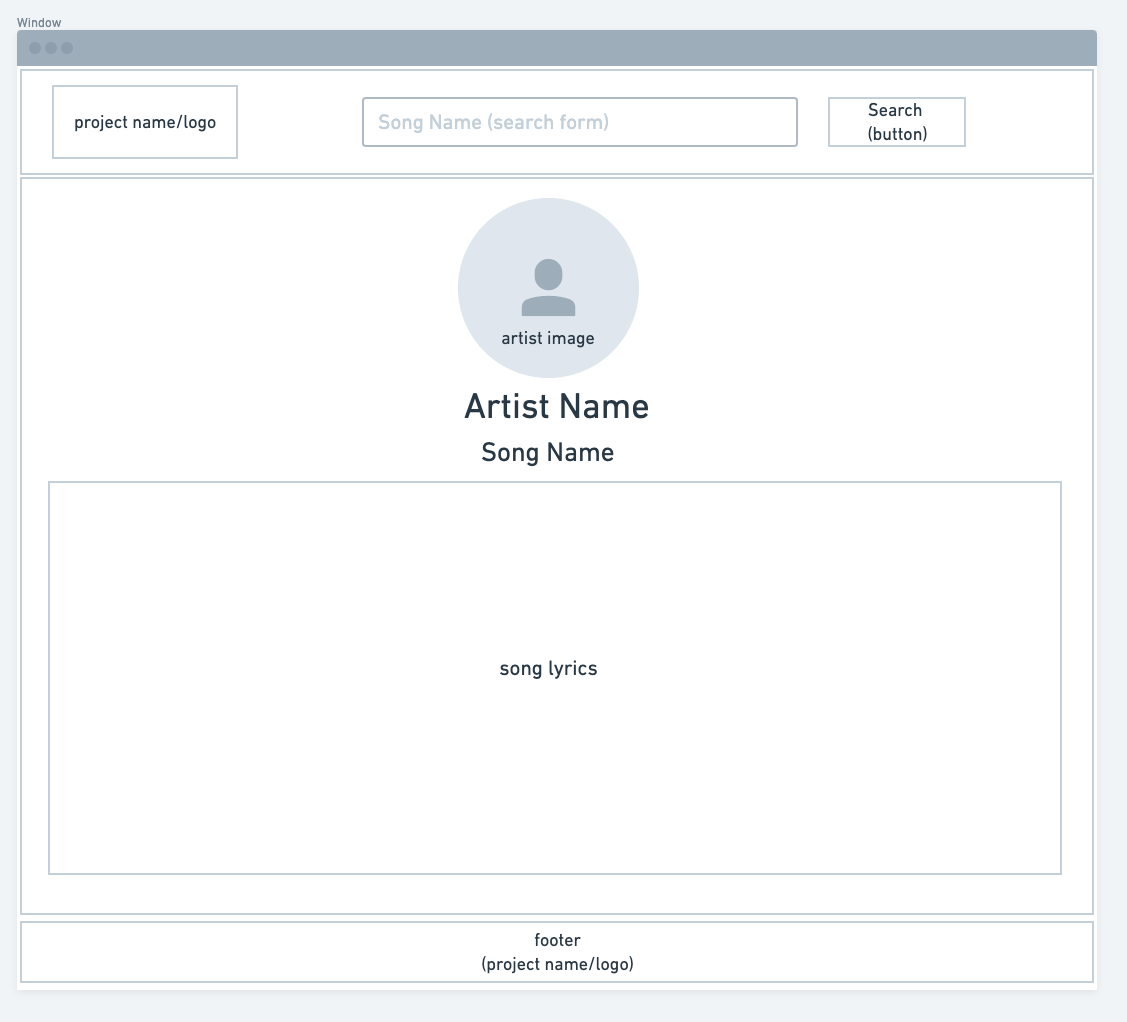 Window
project name/logo
Song Name (search form)
Search
(button)
artist image
Artist Name
Song Name
song lyrics
footer
(project name/logo)